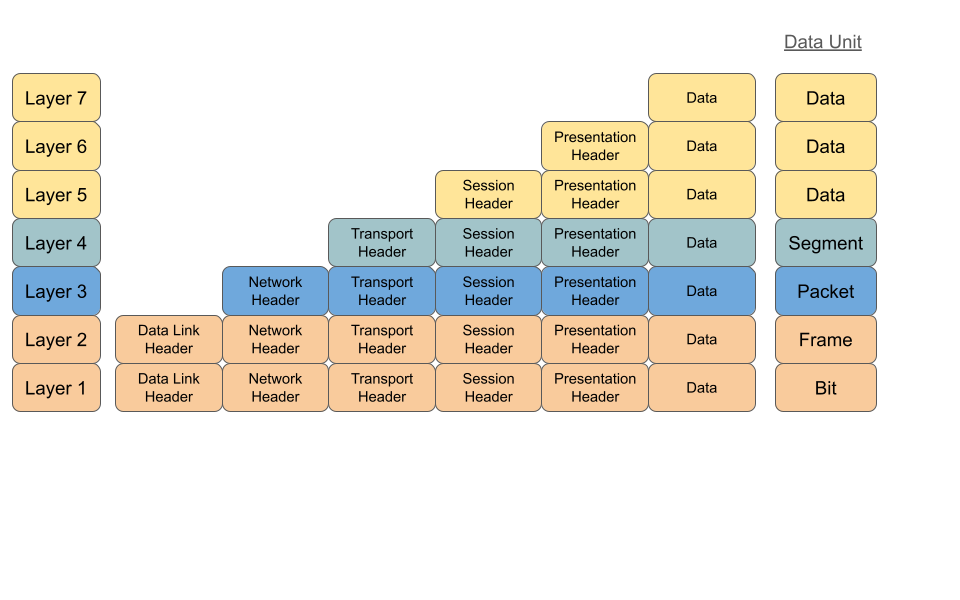 Data Unit
Layer 7 Data Data
Layer 6 Presentation Header Data Data
Layer 5 Session Header Presentation Header Data Data
Layer 4 Transport Header Session Header Presentation Header Data Segment
Layer 3 Network Header Transport Header Session Header Presentation Header Data Packet
Layer 2 Data Link Header Network Header Transport Header Session Header Presentation Header Data Frame
Layer 1 Data Link Header Network Header Transport Header Session Header Presentation Header Data Bit